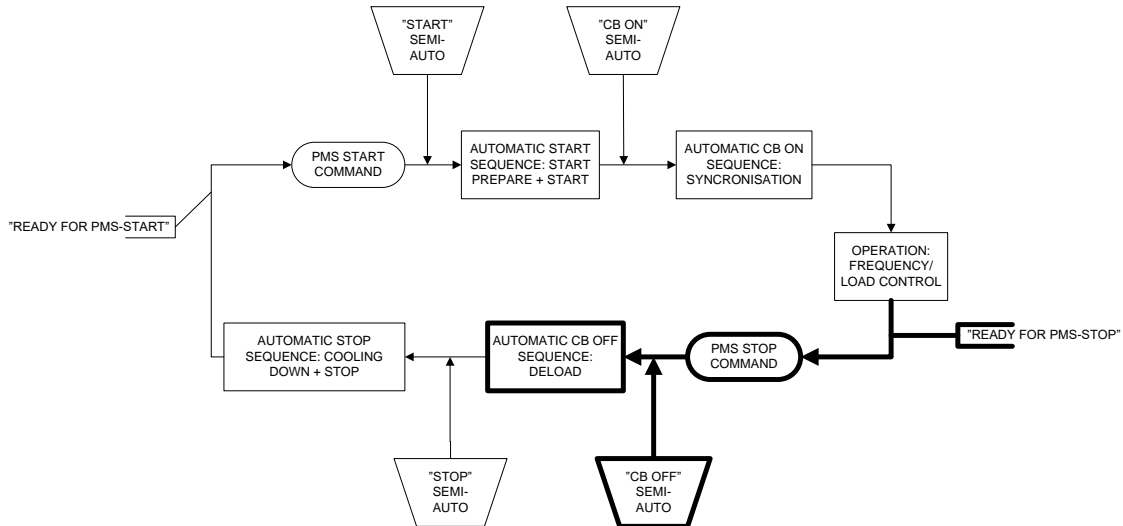 "START"
SEMI-
AUTO
"CB ON"
SEMI-
AUTO
PMS START
COMMAND
AUTOMATIC START
SEQUENCE: START
PREPARE + START
AUTOMATIC CB ON
SEQUENCE:
SYNCRONISATION
"READY FOR PMS-START"
OPERATION:
FREQUENCY/
LOAD CONTROL
AUTOMATIC STOP
SEQUENCE: COOLING
DOWN + STOP
AUTOMATIC CB OFF
SEQUENCE:
DELOAD
PMS STOP
COMMAND
"READY FOR PMS-STOP"
"STOP"
SEMI-
AUTO
"CB OFF"
SEMI-
AUTO